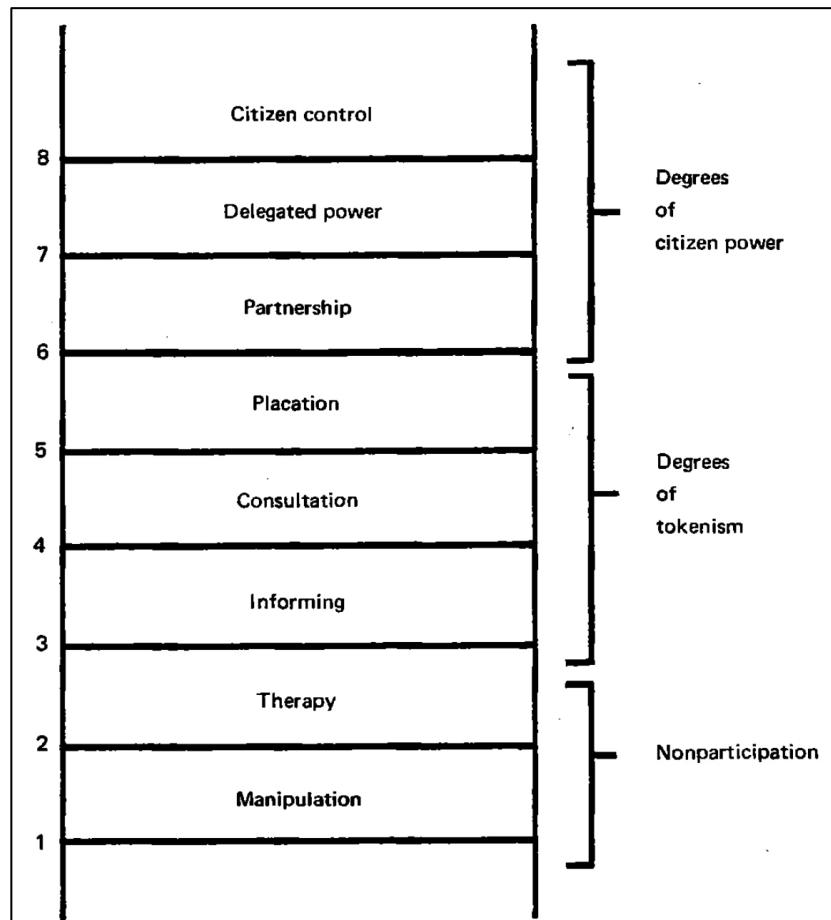 Citizen control
8
Delegated power
7
Partnership
6
Placation
5
Consultation
4
Informing
3
Therapy
2
Manipulation
1
Degrees
of
citizen power
Degrees
of
tokenism
Nonparticipation